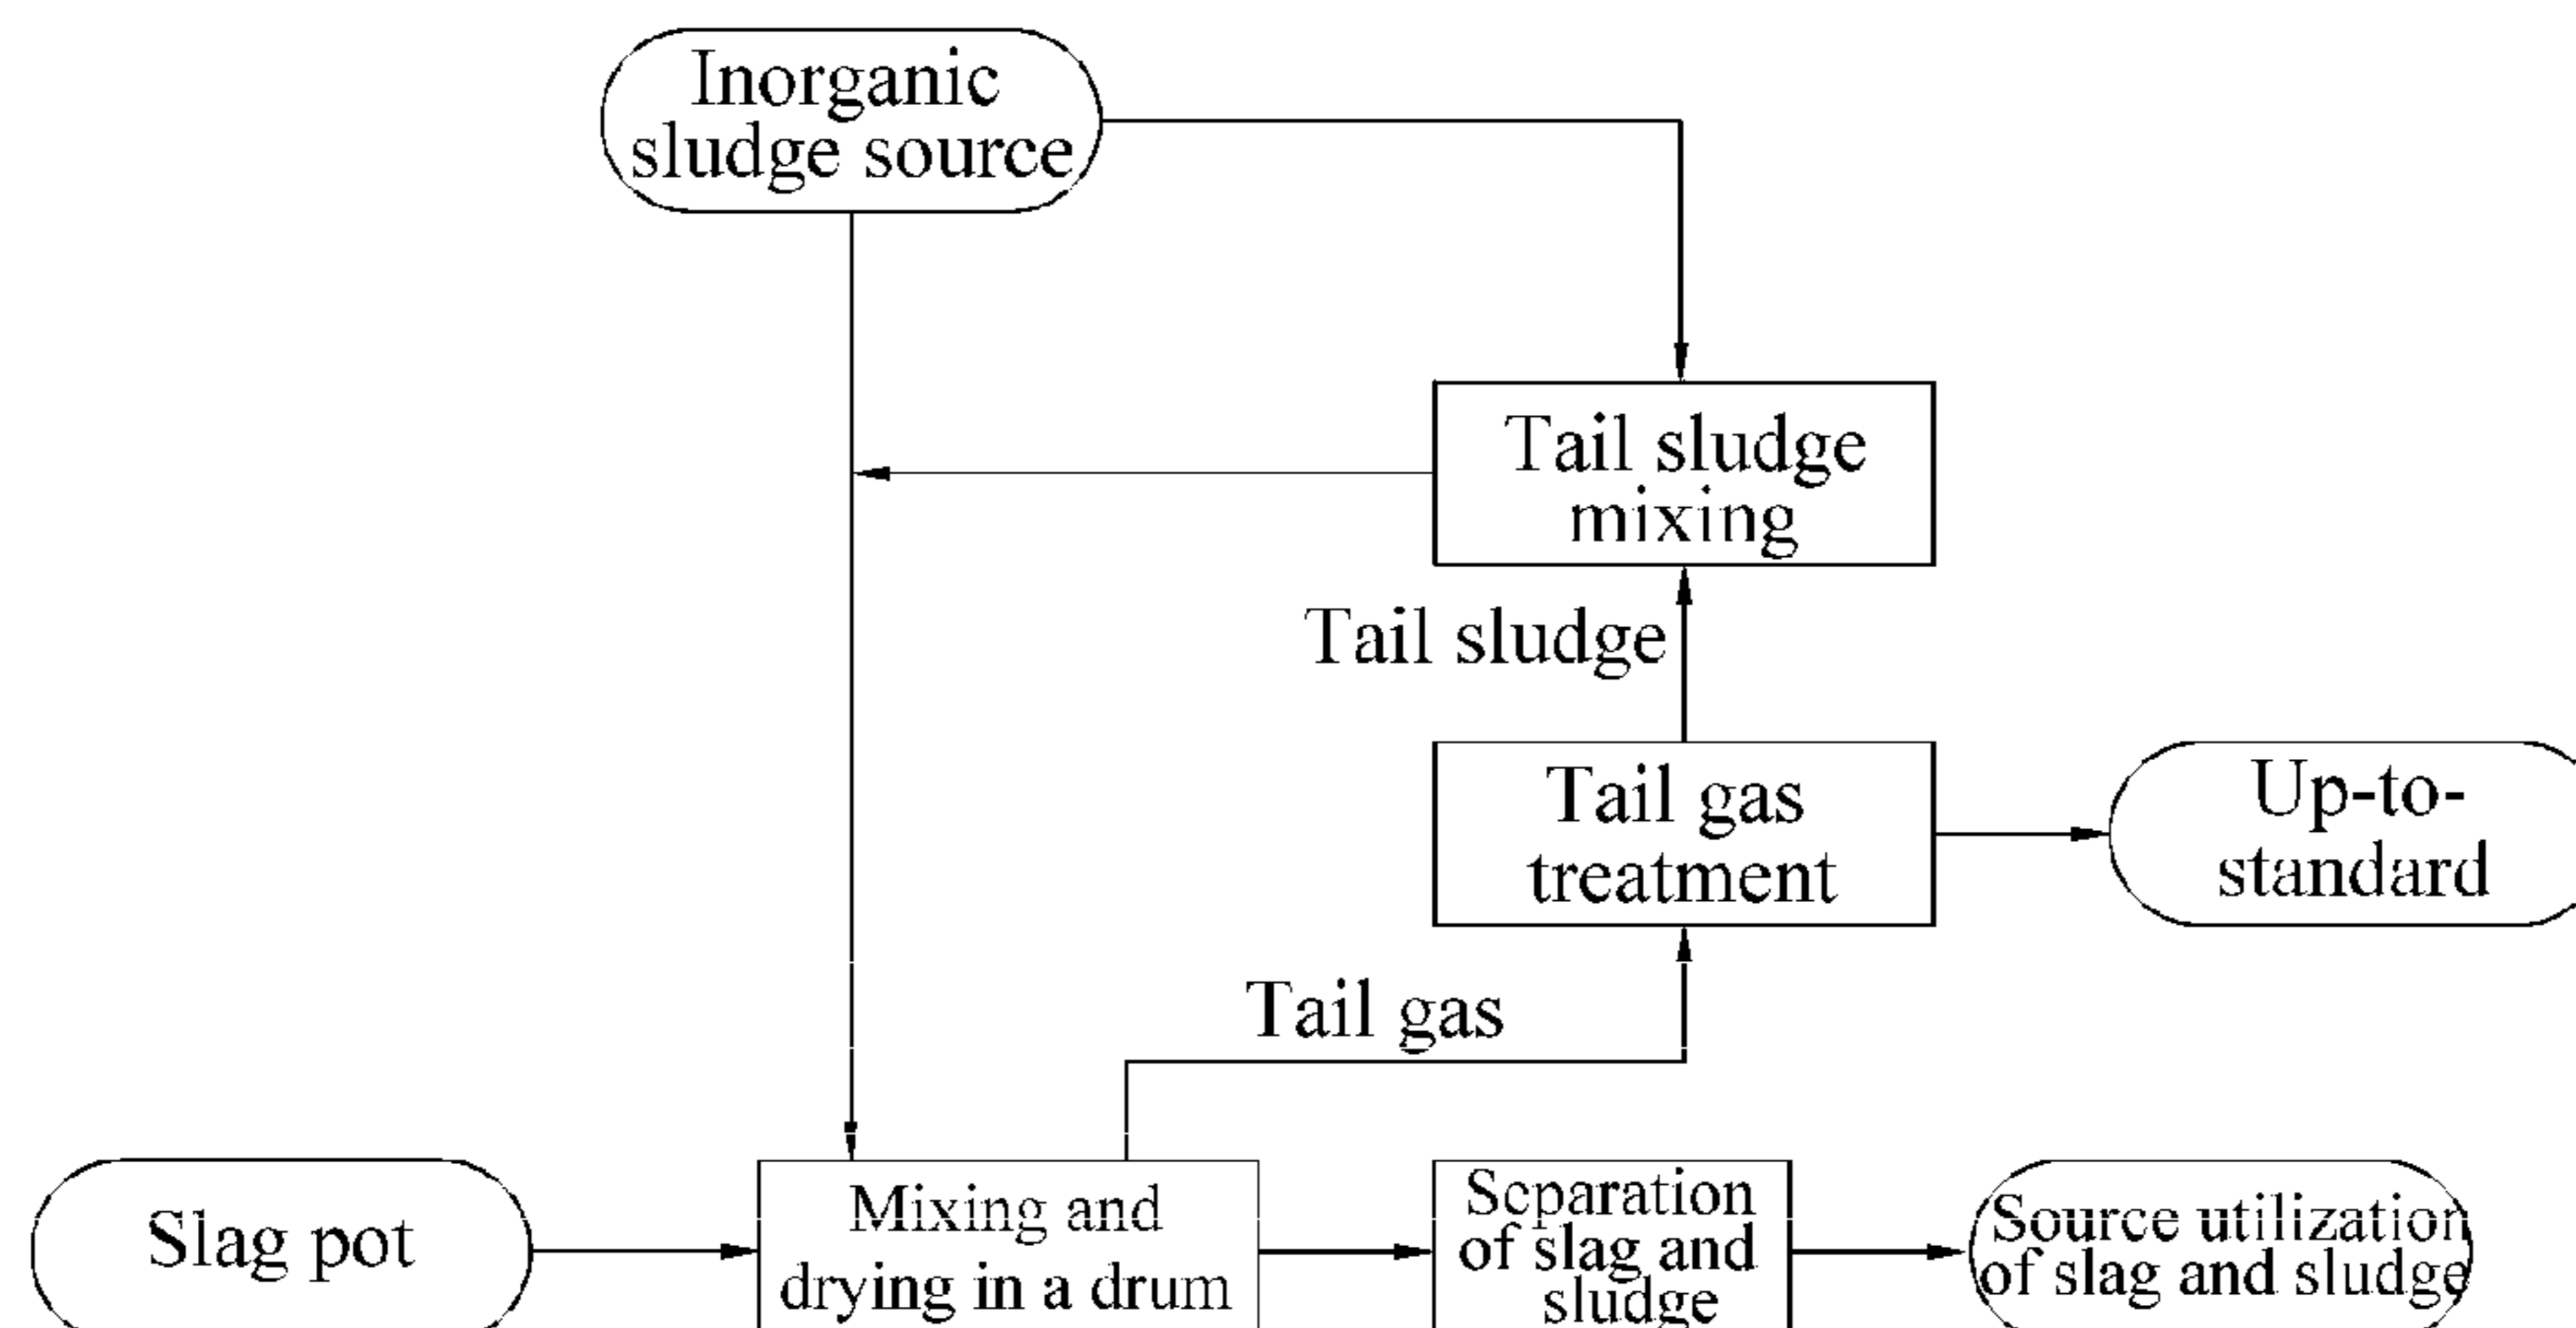 Inorganic
sludge source
Tail sludge
mixing
Tail sludge
Tail gas
treatment
Up-to-
standard
Tail gas
Slag pot
Mixing and
drying in a drum
Separation
of slag and
sludge
Source utilization
of slag and sludge